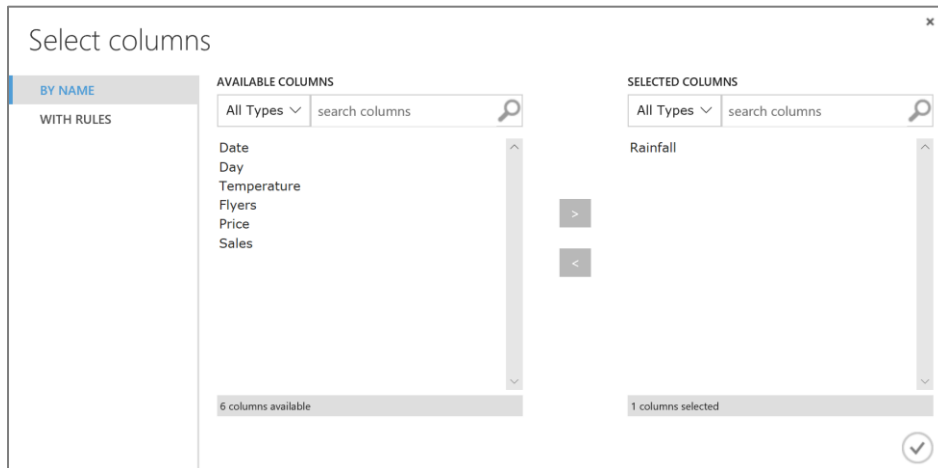 Select columns
BY NAME
WITH RULES
AVAILABLE COLUMNS
All Types search columns
Date
Day
Temperature
Flyers
Price
Sales
6 columns available
>
<
SELECTED COLUMNS
All Types search columns
Rainfall
1 columns selected